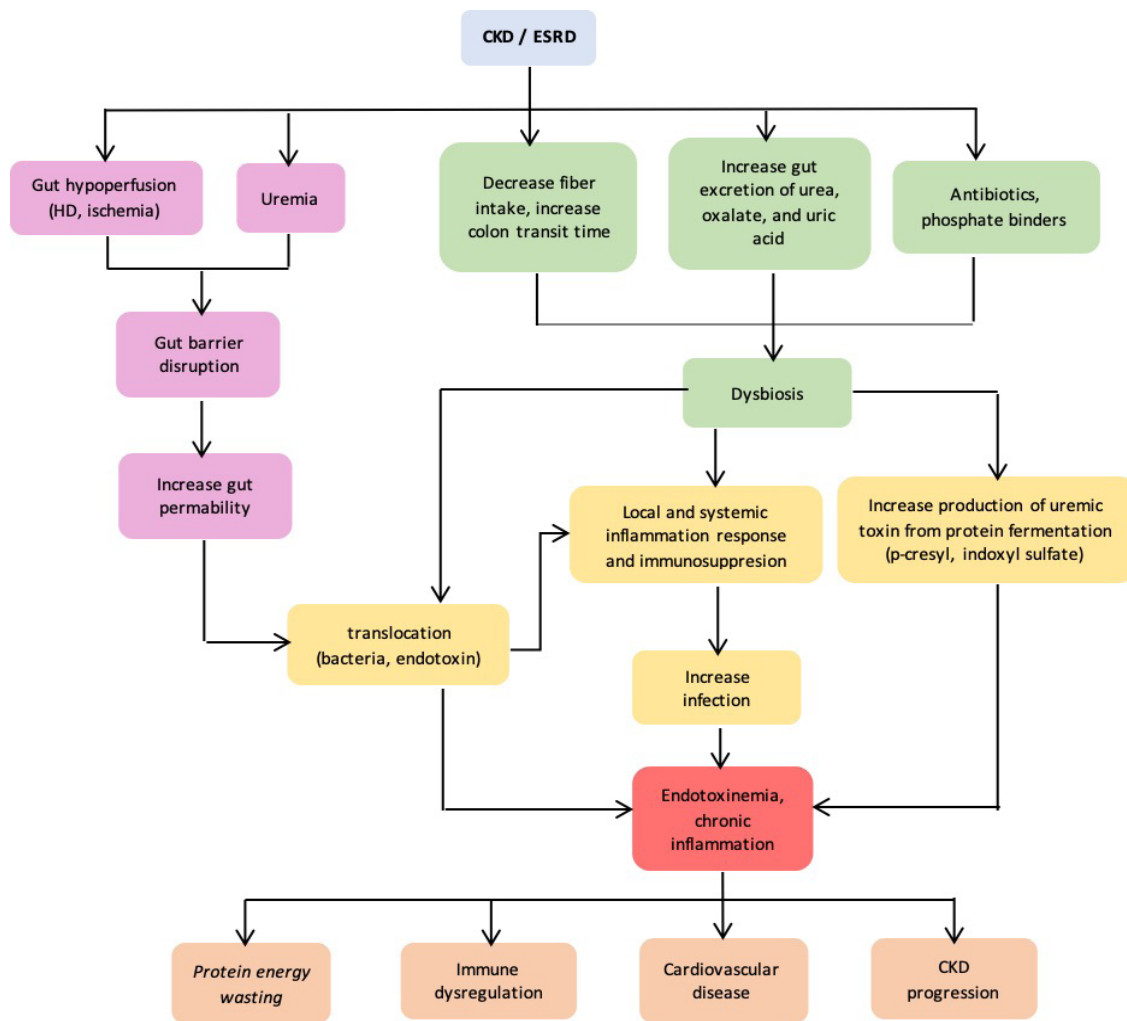 CKD / ESRD
Gut hypoperfusion
(HD, ischemia)
Uremia
Decrease fiber
intake, increase
colon transit time
Increase gut
excretion of urea,
oxalate, and uric
acid
Antibiotics,
phosphate binders
Gut barrier
disruption
Dysbiosis
Increase gut
permability
Local and systemic
inflammation response
and immunosuppresion
Increase production of uremic
toxin from protein fermentation
(p-cresyl, indoxyl sulfate)
translocation
(bacteria, endotoxin)
Increase
infection
Endotoxinemia,
chronic
inflammation
Protein energy
wasting
Immune
dysregulation
Cardiovascular
disease
CKD
progression